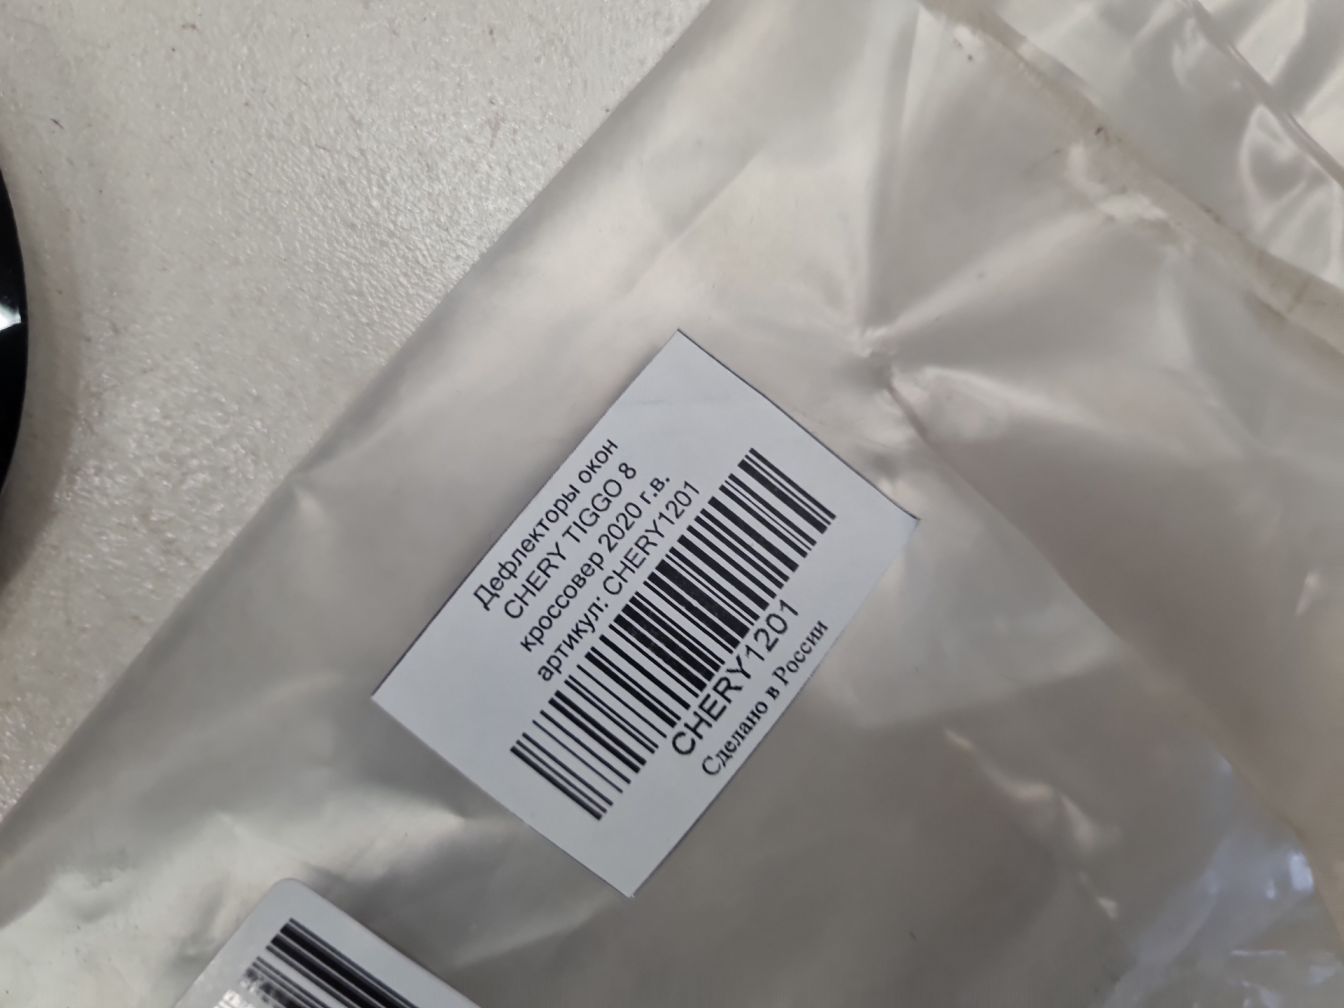 Дефлекторы окон
CHERY TIGGO 8
кроссовер 2020 г.в.
артикул: CHERY1201
CHERY1201
Сделано в России